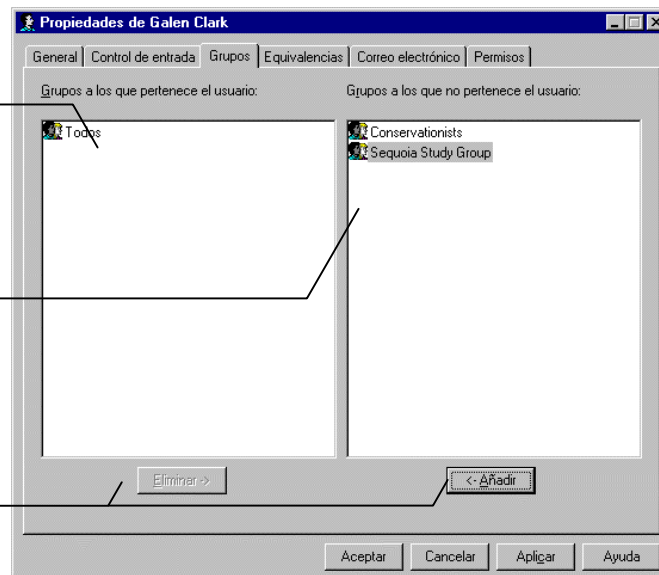 Propiedades de Galen Clark
General Control de entrada Grupos Equivalencias Correo electrónico Permisos
Grupos a los que pertenece el usuario: Grupos a los que no pertenece el usuario:
Todos Conservationists
Sequoia Study Group
Eliminar -> <- Añadir
Aceptar Cancelar Aplicar Ayuda